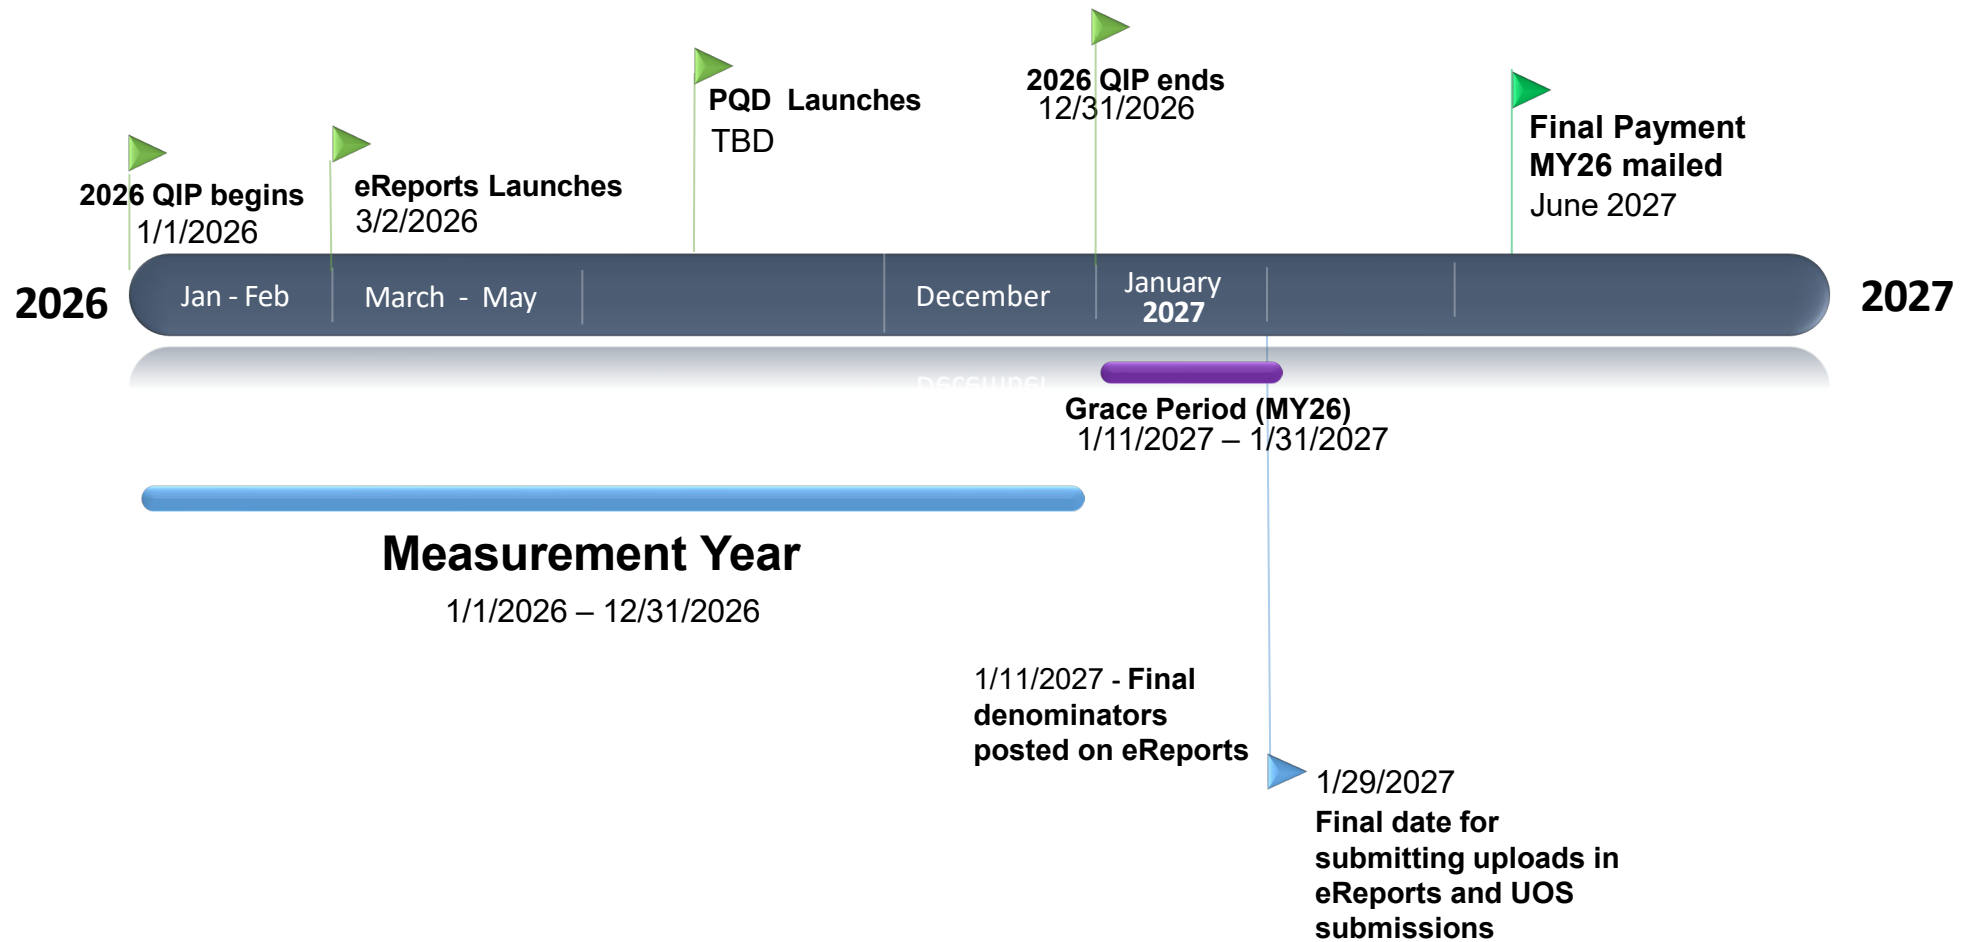 2026 QIP begins
1/1/2026
eReports Launches
3/2/2026
PQD Launches
TBD
2026 QIP ends
12/31/2026
Final Payment
MY26 mailed
June 2027
2026
Jan - Feb
March - May
December
January
2027
2027
Grace Period (MY26)
1/11/2027 – 1/31/2027
Measurement Year
1/1/2026 – 12/31/2026
1/11/2027 - Final
denominators
posted on eReports
1/29/2027
Final date for
submitting uploads in
eReports and UOS
submissions